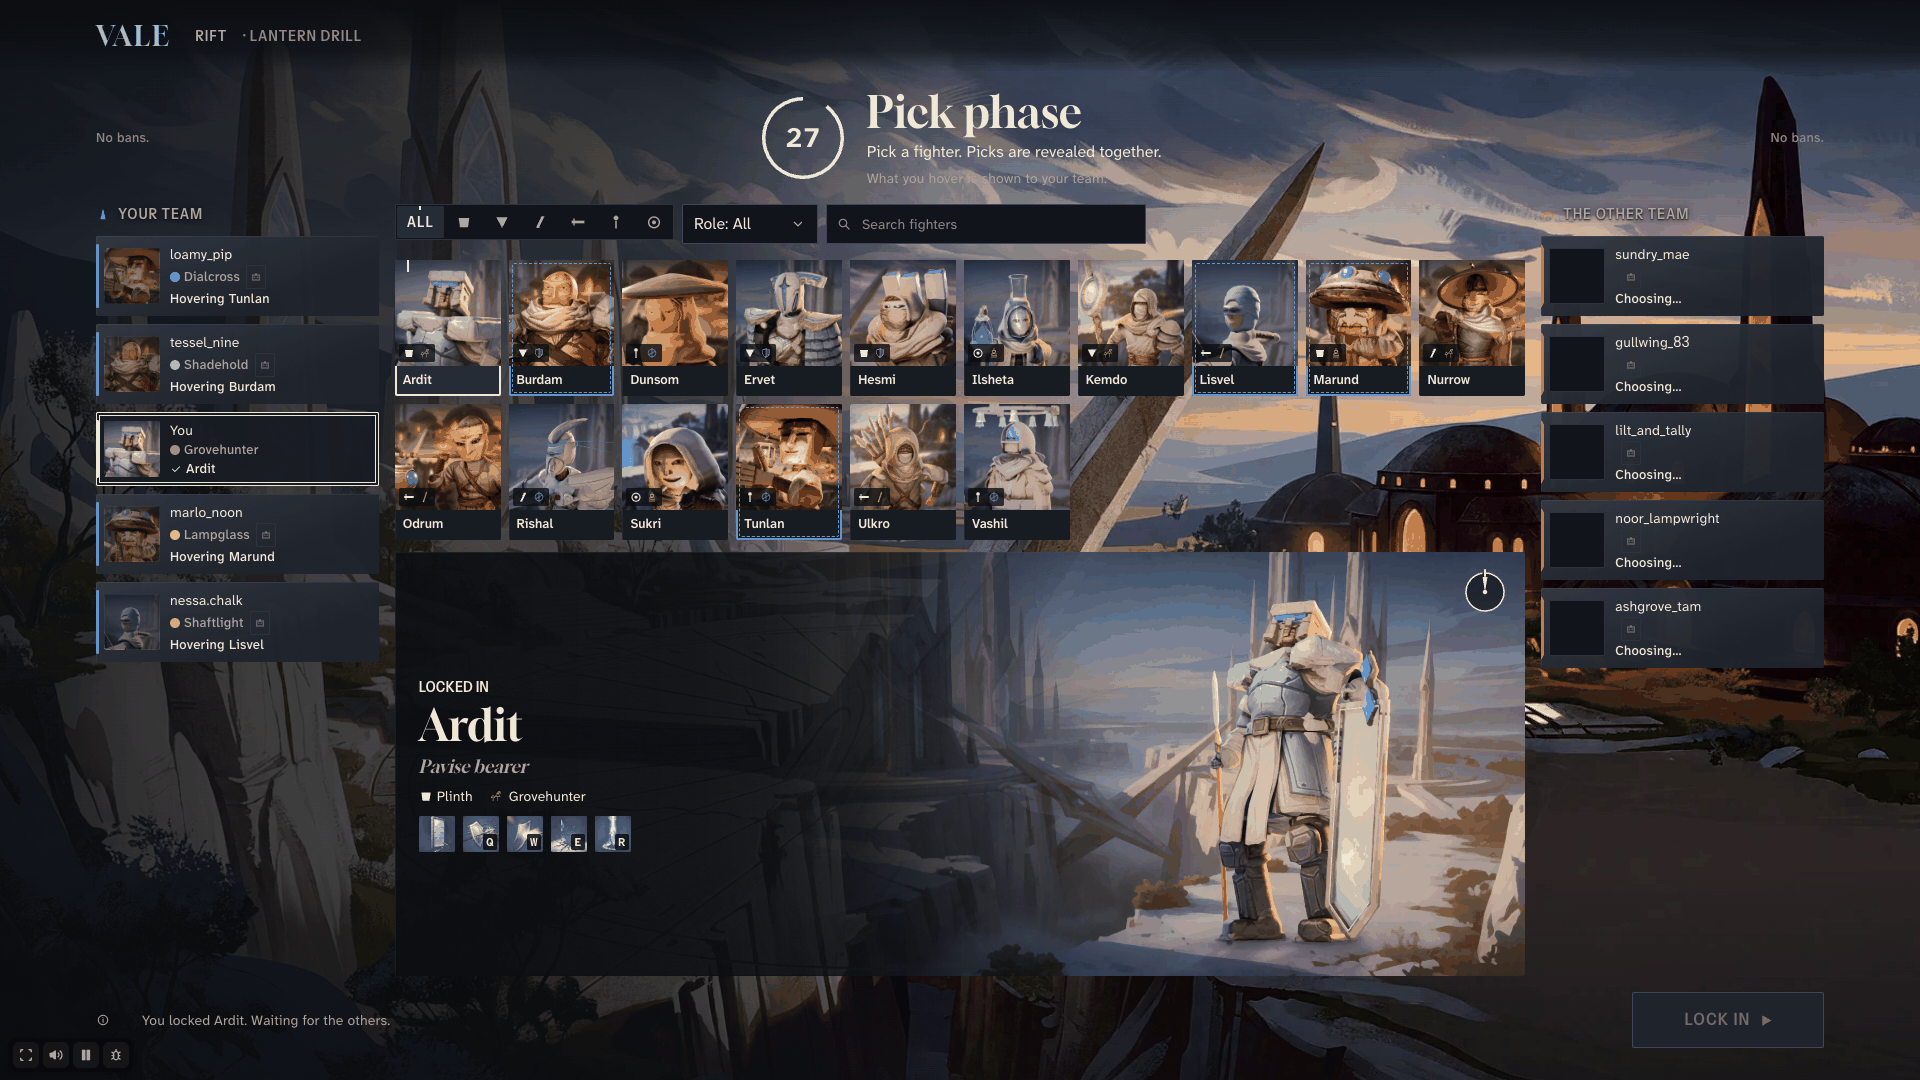 VALE RIFT · LANTERN DRILL
No bans.
27
Pick phase
Pick a fighter. Picks are revealed together.
What you hover is shown to your team.
No bans.
YOUR TEAM
loamy_pip
Dialcross
Hovering Tunlan
tessel_nine
Shadehold
Hovering Burdam
You
Grovehunter
✓ Ardit
marlo_noon
Lampglass
Hovering Marund
nessa.chalk
Shaftlight
Hovering Lisvel
ALL
Role: All
Search fighters
Ardit
Burdam
Dunsom
Ervet
Hesmi
Ilsheta
Kemdo
Lisvel
Marund
Nurrow
Odrum
Rishal
Sukri
Tunlan
Ulkro
Vashil
LOCKED IN
Ardit
Pavise bearer
Plinth Grovehunter
Q W E R
THE OTHER TEAM
sundry_mae
Choosing...
gullwing_83
Choosing...
lilt_and_tally
Choosing...
noor_lampwright
Choosing...
ashgrove_tam
Choosing...
You locked Ardit. Waiting for the others.
LOCK IN